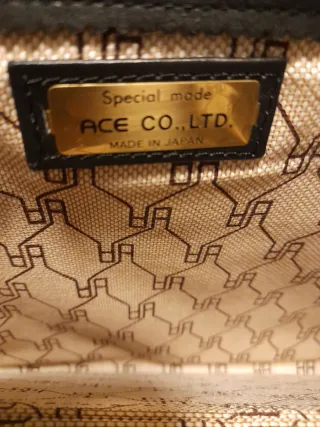 Special made
ACE CO.,LTD.
MADE IN JAPAN